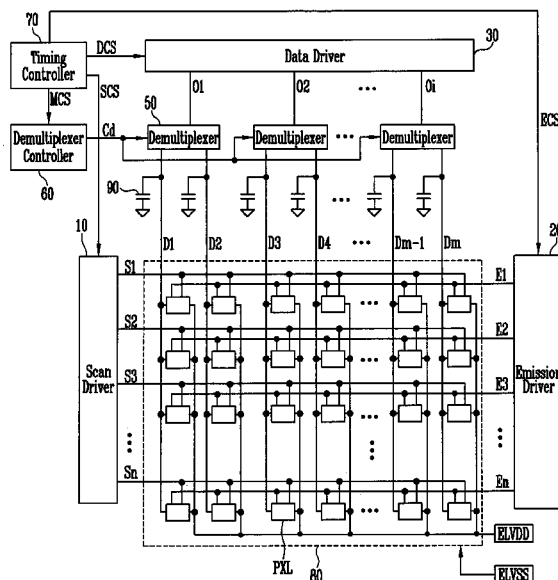 70
Timing
Controller
DCS
MCS
SCS
30
Data Driver
ECS
O1
O2
...
Oi
50
Cd
Demultiplexer
Demultiplexer
...
Demultiplexer
Demultiplexer
Controller
60
90
...
10
20
D1
D2
D3
D4
...
Dm-1
Dm
S1
E1
S2
E2
Scan
Driver
S3
E3
Emission
Driver
Sn
En
ELVDD
PXL
80
ELVSS